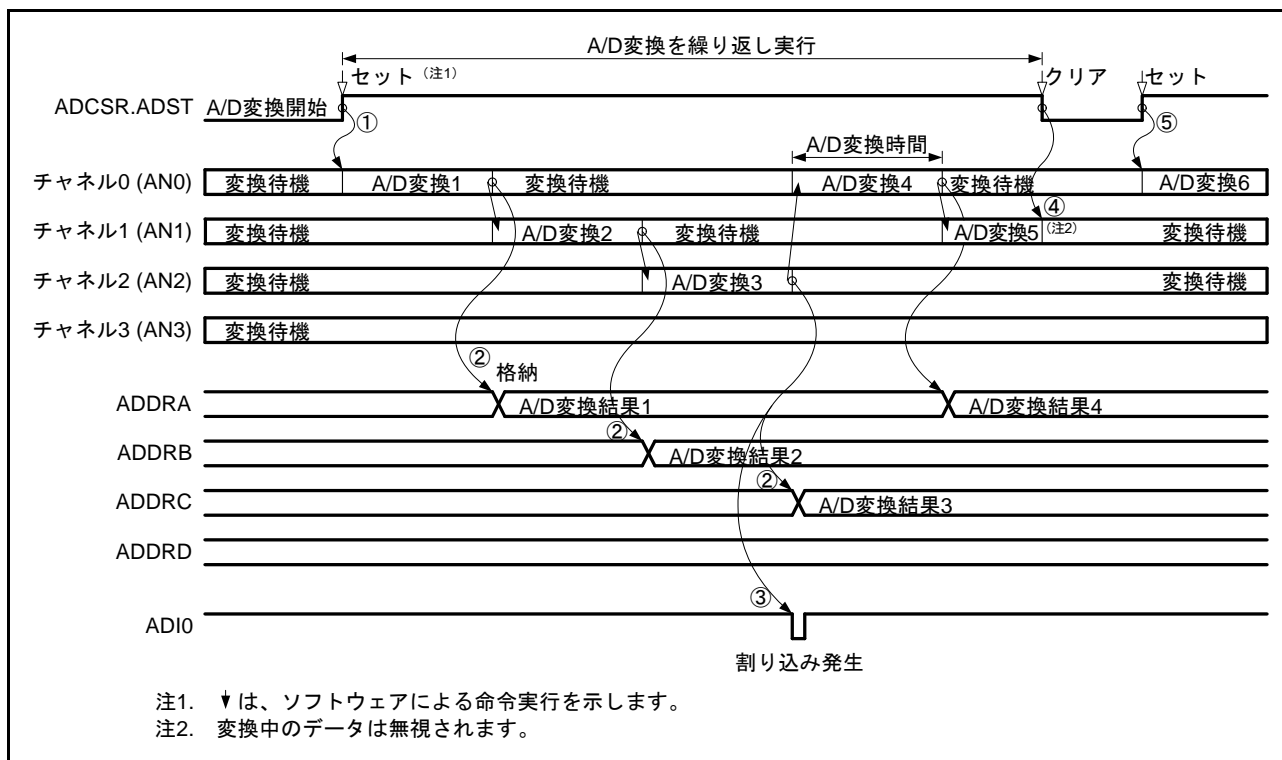 A/D変換を繰り返し実行
セット（注1） クリア セット
ADCSR.ADST A/D変換開始
① ⑤
A/D変換時間
チャネル0 (AN0) 変換待機 A/D変換1 変換待機 A/D変換4 変換待機 A/D変換6
④
チャネル1 (AN1) 変換待機 A/D変換2 変換待機 A/D変換5（注2） 変換待機
チャネル2 (AN2) 変換待機 A/D変換3 変換待機
チャネル3 (AN3) 変換待機
② 格納
ADDRA A/D変換結果1 A/D変換結果4
②
ADDRB A/D変換結果2
②
ADDRC A/D変換結果3
ADDRD
③
ADI0
割り込み発生
注1. は、ソフトウェアによる命令実行を示します。
注2. 変換中のデータは無視されます。